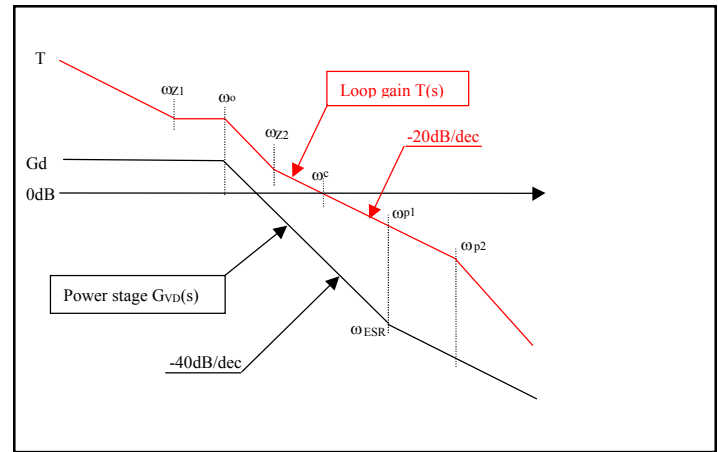 T
ωZ1
ωo
Loop gain T(s)
ωZ2
-20dB/dec
Gd
ωc
0dB
ωp1
ωp2
Power stage GVD(s)
ωESR
-40dB/dec